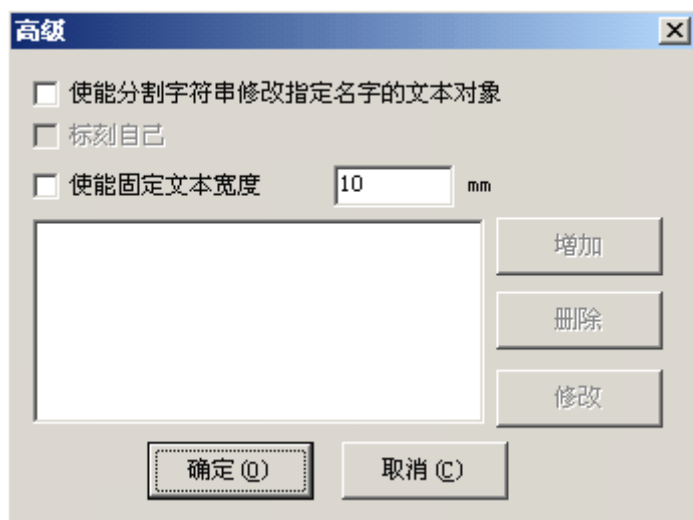 高级
使能分割字符串修改指定名字的文本对象
标刻自己
使能固定文本宽度 10 mm
增加
删除
修改
确定(O) 取消(C)